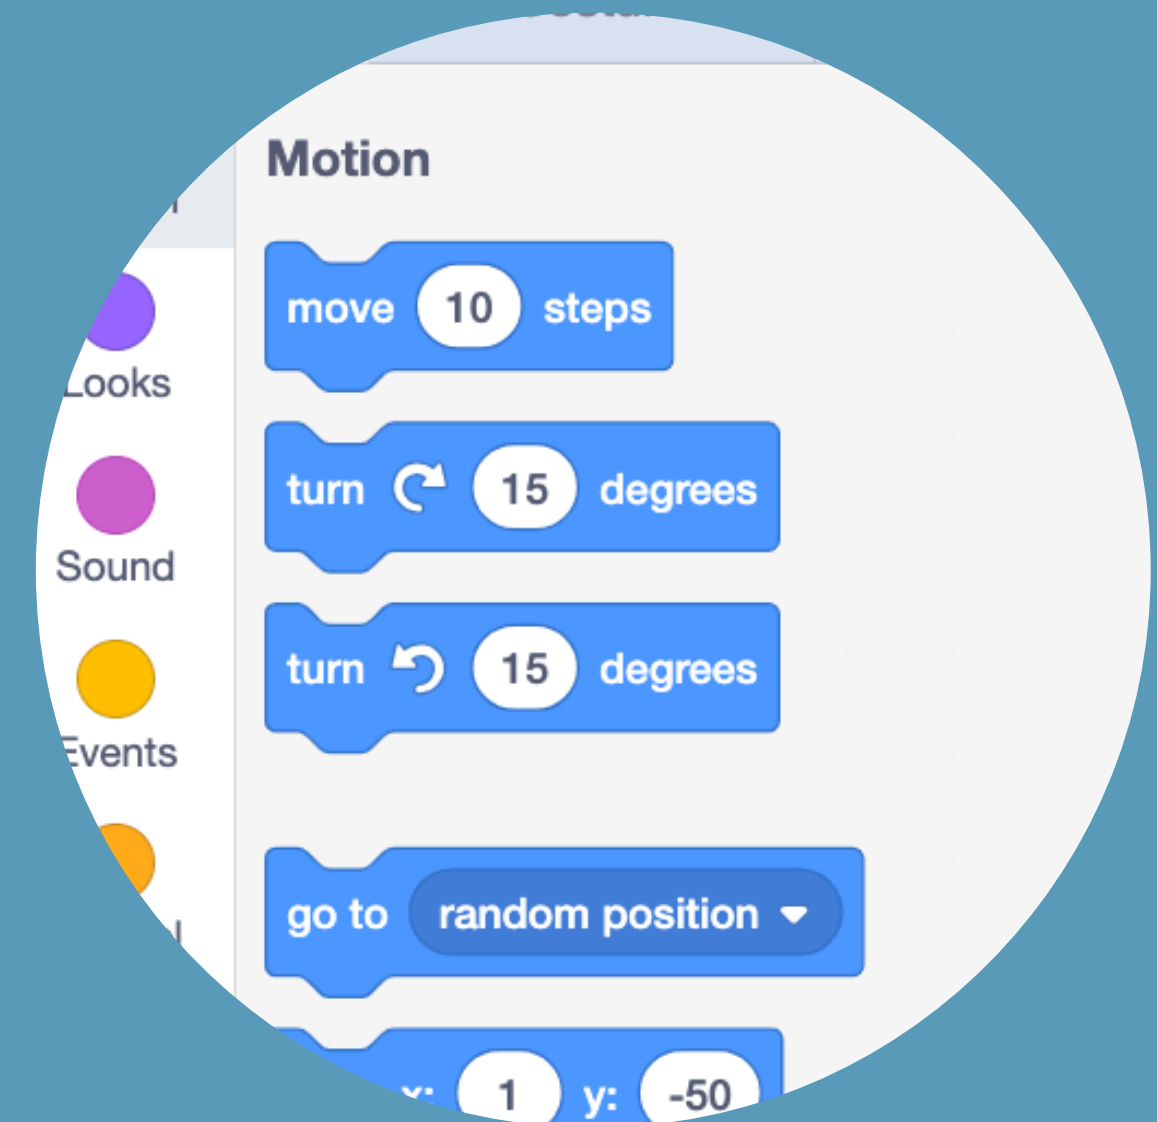 Motion
move 10 steps
Looks
turn 15 degrees
Sound
turn 15 degrees
Events
go to random position
x: 1 y: -50